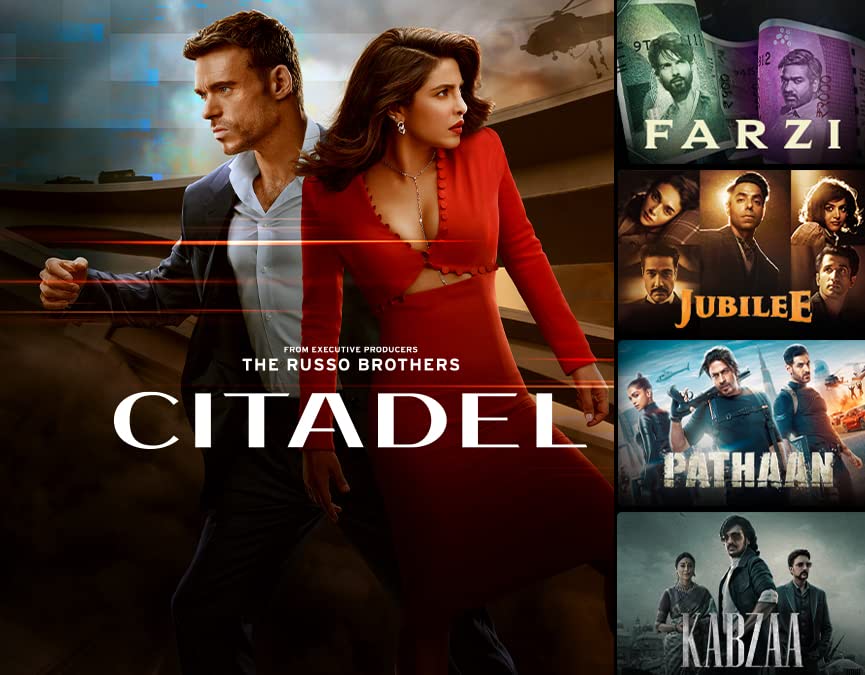 FROM EXECUTIVE PRODUCERS
THE RUSSO BROTHERS
CITADEL
FARZI
JUBILEE
PATHAAN
KABZAA